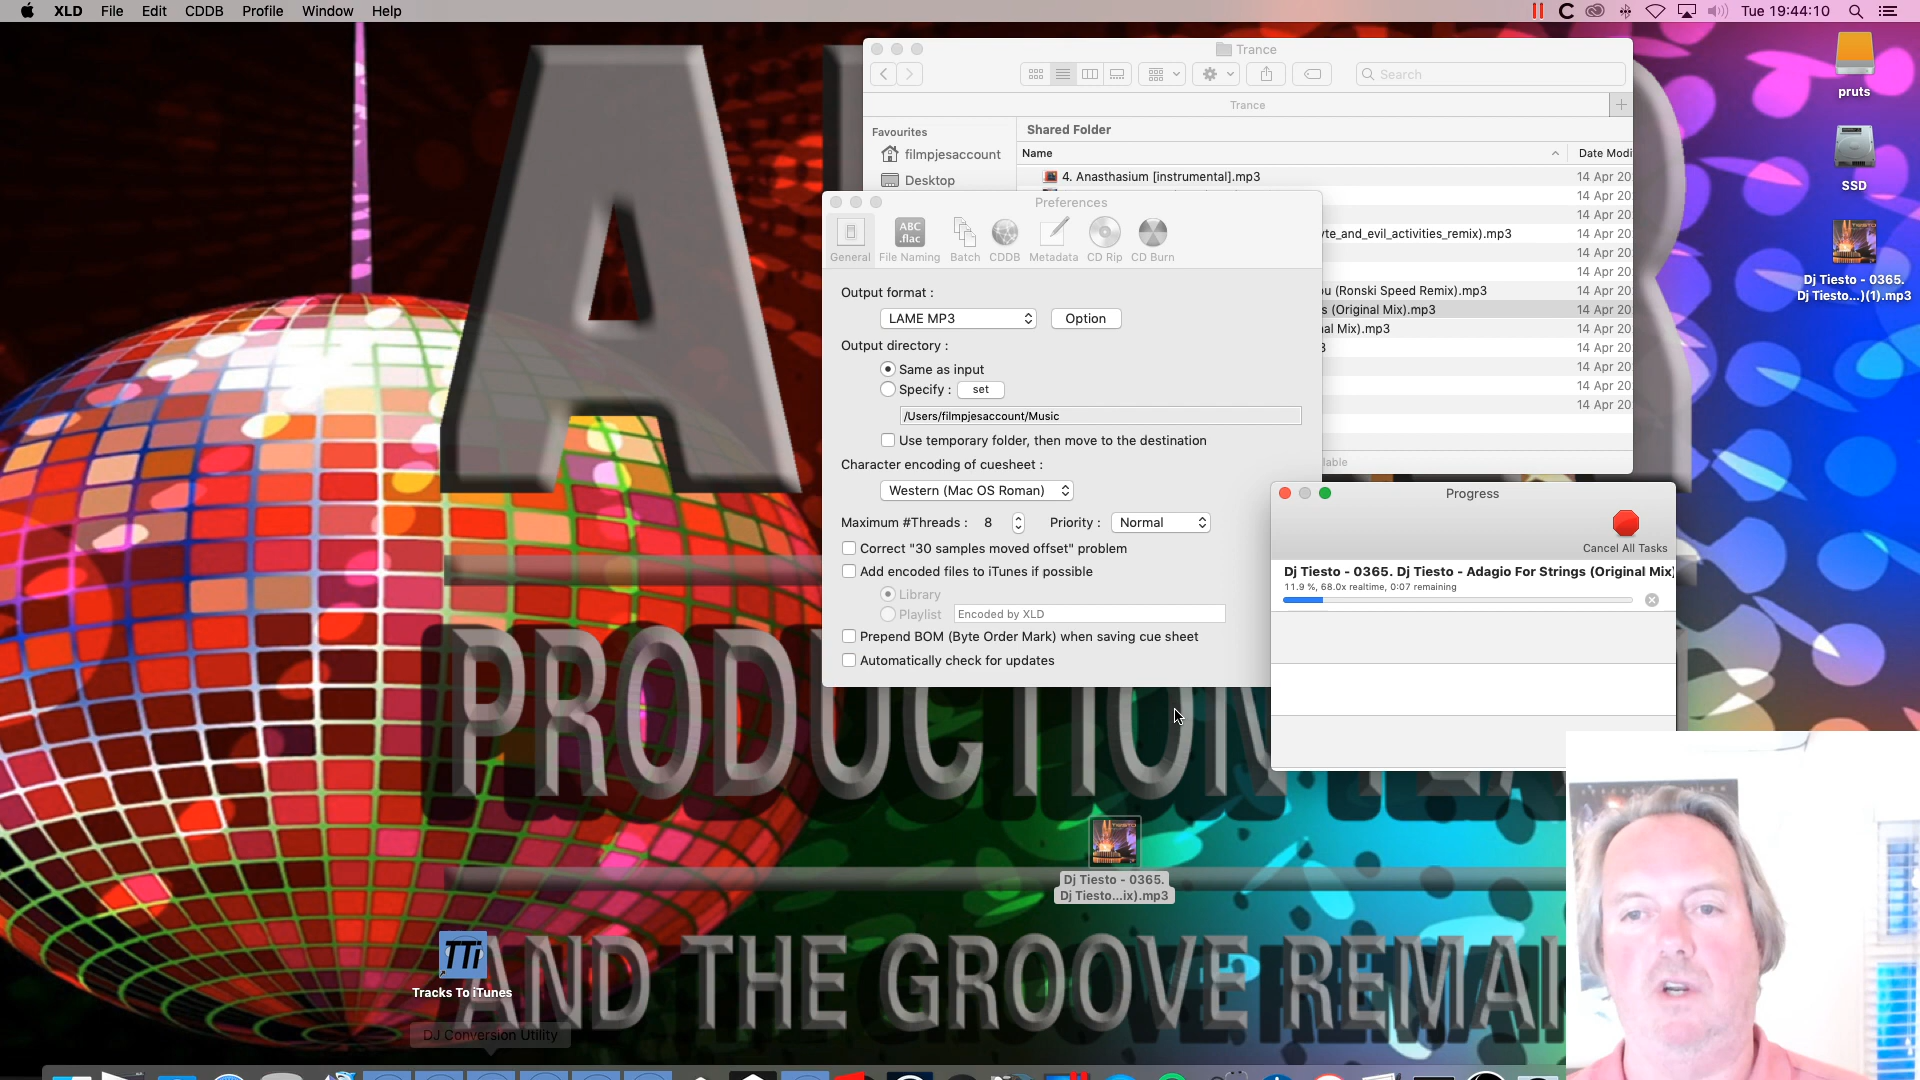 XLD File Edit CDDB Profile Window Help
Tue 19:44:10
Trance
Search
Trance
Favourites
filmpjesaccount
Desktop
Shared Folder
Name
Date Modi
4. Anasthasium [instrumental].mp3
14 Apr 20
14 Apr 20
14 Apr 20
yte_and_evil_activities_remix).mp3
14 Apr 20
14 Apr 20
14 Apr 20
ou (Ronski Speed Remix).mp3
14 Apr 20
s (Original Mix).mp3
14 Apr 20
al Mix).mp3
14 Apr 20
3
14 Apr 20
14 Apr 20
14 Apr 20
14 Apr 20
ilable
Preferences
ABC
.flac
General File Naming Batch CDDB Metadata CD Rip CD Burn
Output format :
LAME MP3
Option
Output directory :
Same as input
Specify :
set
/Users/filmpjesaccount/Music
Use temporary folder, then move to the destination
Character encoding of cuesheet :
Western (Mac OS Roman)
Maximum #Threads : 8
Priority : Normal
Correct "30 samples moved offset" problem
Add encoded files to iTunes if possible
Library
Playlist
Encoded by XLD
Prepend BOM (Byte Order Mark) when saving cue sheet
Automatically check for updates
Progress
Cancel All Tasks
Dj Tiesto - 0365. Dj Tiesto - Adagio For Strings (Original Mix)
11.9 %, 68.0x realtime, 0:07 remaining
pruts
SSD
Dj Tiesto - 0365.
Dj Tiesto...)(1).mp3
A
PRODUCTION
Dj Tiesto - 0365.
Dj Tiesto...ix).mp3
AND THE GROOVE REMAI
TTi
Tracks To iTunes
DJ Conversion Utility